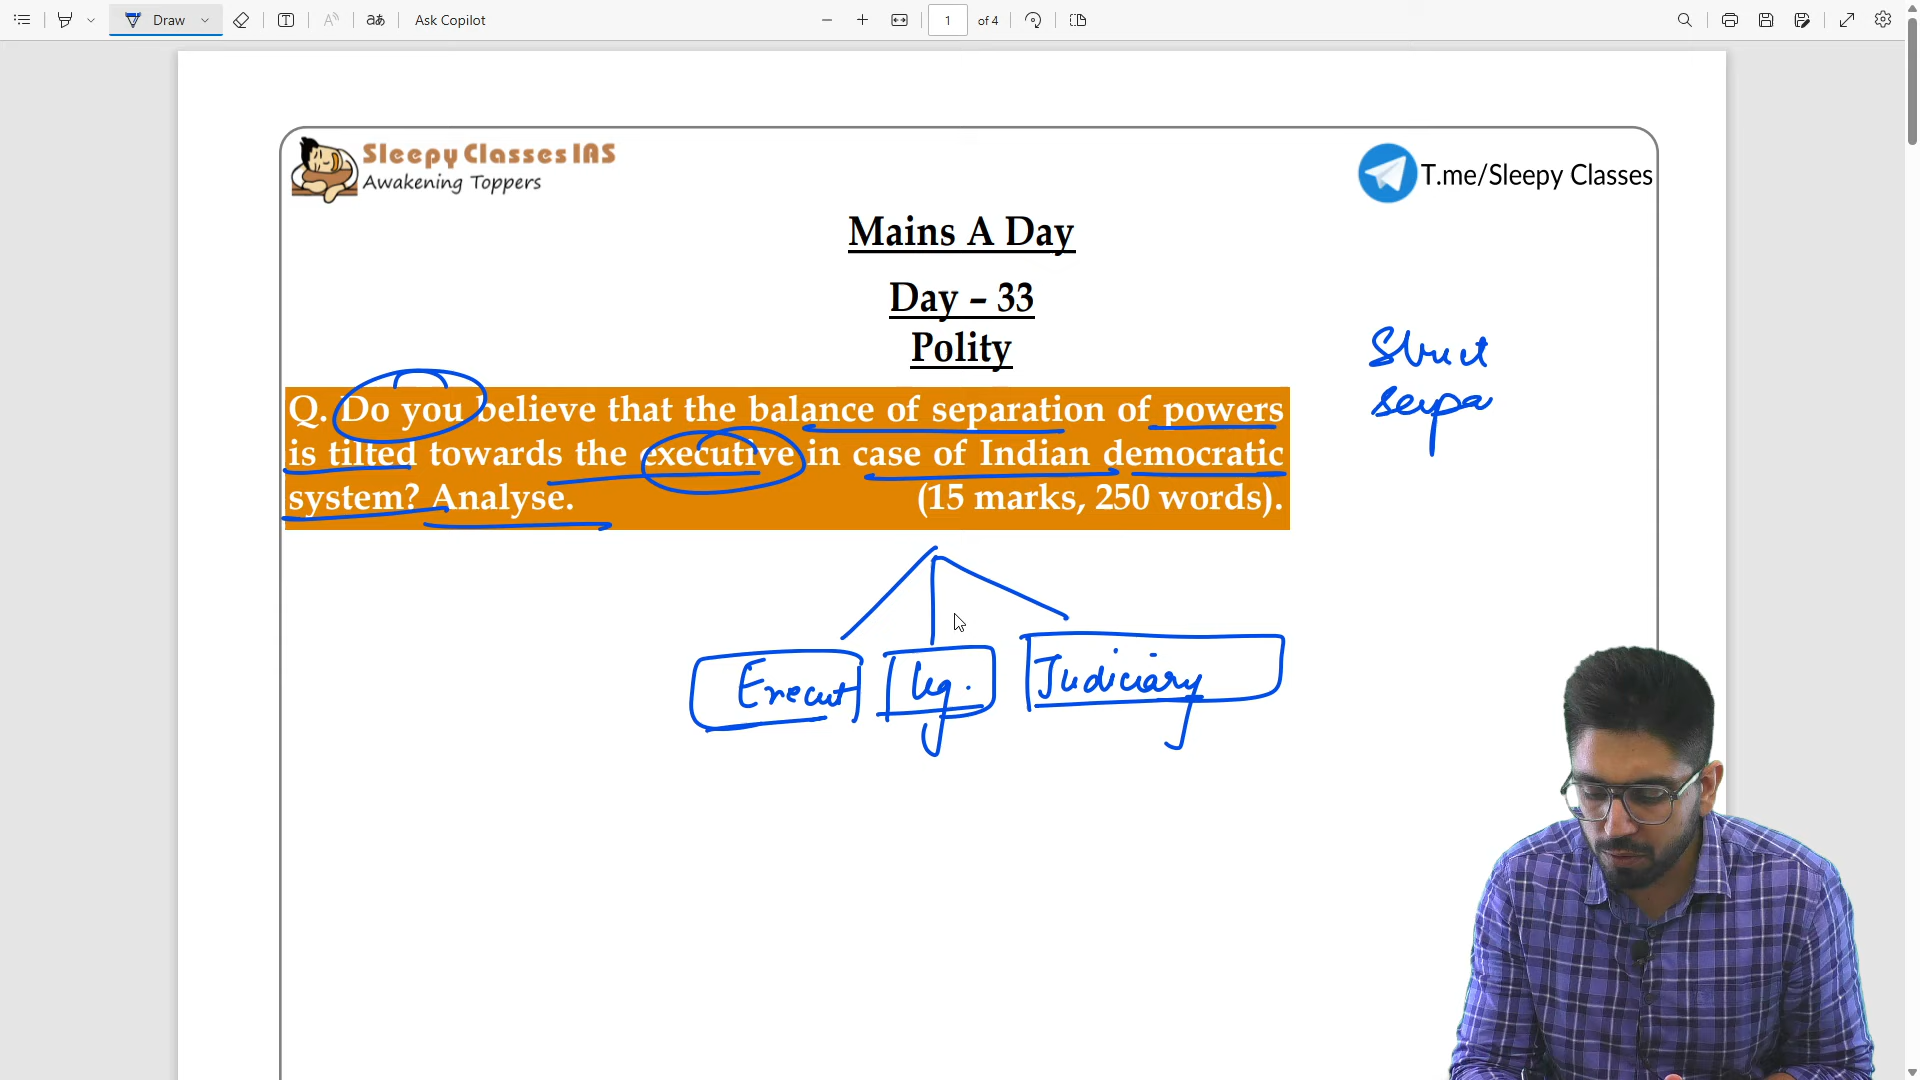 Draw
Ask Copilot
1 of 4
Sleepy Classes IAS
Awakening Toppers
T.me/Sleepy Classes
Mains A Day
Day – 33
Polity
Q. Do you believe that the balance of separation of powers
is tilted towards the executive in case of Indian democratic
system? Analyse. (15 marks, 250 words).
Strict
sepa
Execut leg. Judiciary